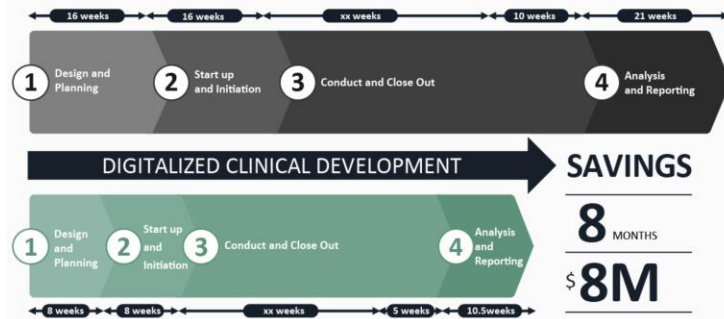 16 weeks 16 weeks xx weeks 10 weeks 21 weeks
1 Design and Planning
2 Start up and Initiation
3 Conduct and Close Out
4 Analysis and Reporting
DIGITALIZED CLINICAL DEVELOPMENT
SAVINGS
8 MONTHS
$8M
1 Design and Planning
2 Start up and Initiation
3 Conduct and Close Out
4 Analysis and Reporting
8 weeks 8 weeks xx weeks 5 weeks 10.5weeks